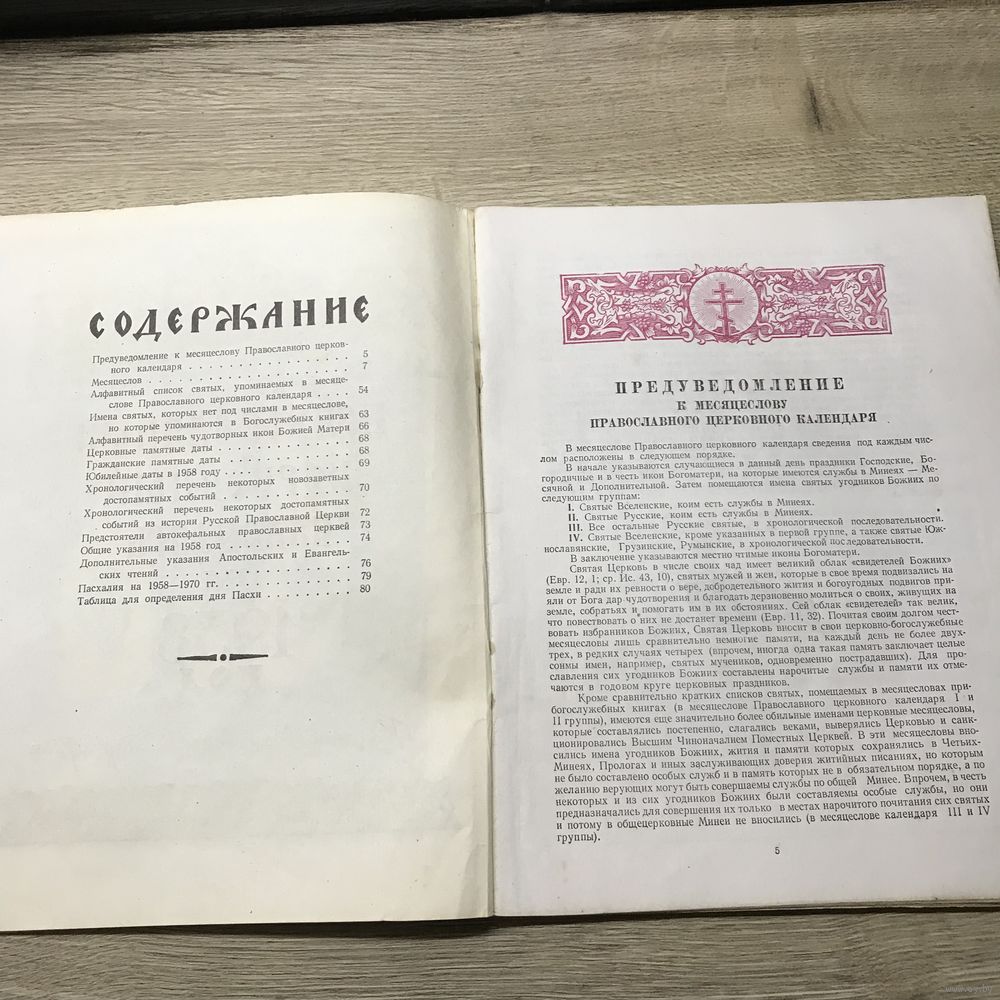 СОДЕРЖАНИЕ
Предуведомление к месяцеслову Православного церков-
ного календаря . . . . . . . . . . . . . . . . 5
Месяцеслов . . . . . . . . . . . . . . . . . . . 7
Алфавитный список святых, упоминаемых в месяце-
слове Православного церковного календаря . . . . 54
Имена святых, которых нет под числами в месяцеслове,
но которые упоминаются в Богослужебных книгах 63
Алфавитный перечень чудотворных икон Божией Матери 66
Церковные памятные даты . . . . . . . . . . . . 68
Гражданские памятные даты . . . . . . . . . . . 68
Юбилейные даты в 1958 году . . . . . . . . . . . 69
Хронологический перечень некоторых новозаветных
достопамятных событий . . . . . . . . . . . . 70
Хронологический перечень некоторых достопамятных
событий из истории Русской Православной Церкви 72
Предстоятели автокефальных православных церквей 73
Общие указания на 1958 год . . . . . . . . . . . 74
Дополнительные указания Апостольских и Евангель-
ских чтений . . . . . . . . . . . . . . . . . 76
Пасхалия на 1958—1970 гг. . . . . . . . . . . . 79
Таблица для определения дня Пасхи . . . . . . . . 80
ПРЕДУВЕДОМЛЕНИЕ
К МЕСЯЦЕСЛОВУ
ПРАВОСЛАВНОГО ЦЕРКОВНОГО КАЛЕНДАРЯ
В месяцеслове Православного церковного календаря сведения под каждым чис-
лом расположены в следующем порядке.
В начале указываются случающиеся в данный день праздники Господские, Бо-
городичные и в честь икон Богоматери, на которые имеются службы в Минеях — Ме-
сячной и Дополнительной. Затем помещаются имена святых угодников Божиих по
следующим группам:
I. Святые Вселенские, коим есть службы в Минеях.
II. Святые Русские, коим есть службы в Минеях.
III. Все остальные Русские святые, в хронологической последовательности.
IV. Святые Вселенские, кроме указанных в первой группе, а также святые Юж-
нославянские, Грузинские, Румынские, в хронологической последовательности.
В заключение указываются местно чтимые иконы Богоматери.
Святая Церковь в числе своих чад имеет великий облак «свидетелей Божиих»
(Евр. 12, 1; ср. Ис. 43, 10), святых мужей и жен, которые в свое время подвизались на
земле и ради их ревности о вере, добродетельного жития и богоугодных подвигов при-
яли от Бога дар чудотворения и благодать дерзновенно молиться о своих, живущих на
земле, собратьях и помогать им в их обстояниях. Сей облак «свидетелей» так велик,
что повествовать о них не достанет времени (Евр. 11, 32). Почитая своим долгом чест-
вовать избранников Божиих, Святая Церковь вносит в свои церковно-богослужебные
месяцесловы лишь сравнительно немногие памяти, на каждый день не более двух-
трех, в редких случаях четырех (впрочем, иногда одна такая память заключает целые
сонмы имен, например, святых мучеников, одновременно пострадавших). Для про-
славления сих угодников Божиих составлены нарочитые службы и памяти их отме-
чаются в годовом круге церковных праздников.
Кроме сравнительно кратких списков святых, помещаемых в месяцесловах при-
богослужебных книгах (в месяцеслове Православного церковного календаря I и
II группы), имеются еще значительно более обильные именами церковные месяцесловы,
которые составлялись постепенно, слагались веками, выверялись Церковью и санк-
ционировались Высшим Чиноначалием Поместных Церквей. В эти месяцесловы вно-
сились имена угодников Божиих, жития и памяти которых сохранялись в Четьих-
Минеях, Прологах и иных заслуживающих доверия житийных писаниях, но которым
не было составлено особых служб и в память которых не в обязательном порядке, а по
желанию верующих могут быть совершаемы службы по общей Минее. Впрочем, в честь
некоторых и из сих угодников Божиих были составляемы особые службы, но они
предназначались для совершения их только в местах нарочитого почитания сих святых
и потому в общецерковные Минеи не вносились (в месяцеслове календаря III и IV
группы).
5